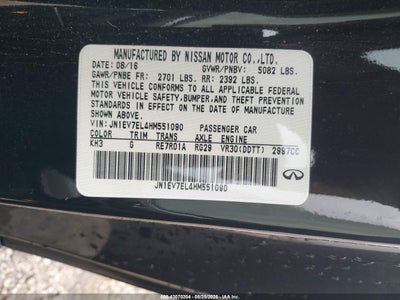 MANUFACTURED BY NISSAN MOTOR CO.,LTD.
DATE: 08/16 GVWR/PNBV: 5082 LBS.
GAWR/PNBE FR: 2701 LBS. RR: 2392 LBS.
THIS VEHICLE CONFORMS TO ALL APPLICABLE FEDERAL
MOTOR VEHICLE SAFETY, BUMPER, AND THEFT PREVENTION
STANDARDS IN EFFECT ON THE DATE OF MANUFACTURE
SHOWN ABOVE.
VIN: JN1EV7EL4HM551090 PASSENGER CAR
COLOR TRIM TRANS AXLE ENGINE
KH3 G RE7R01A RG29 VR30(DDTT) 2997CC
JN1EV7EL4HM551090
INFINITI